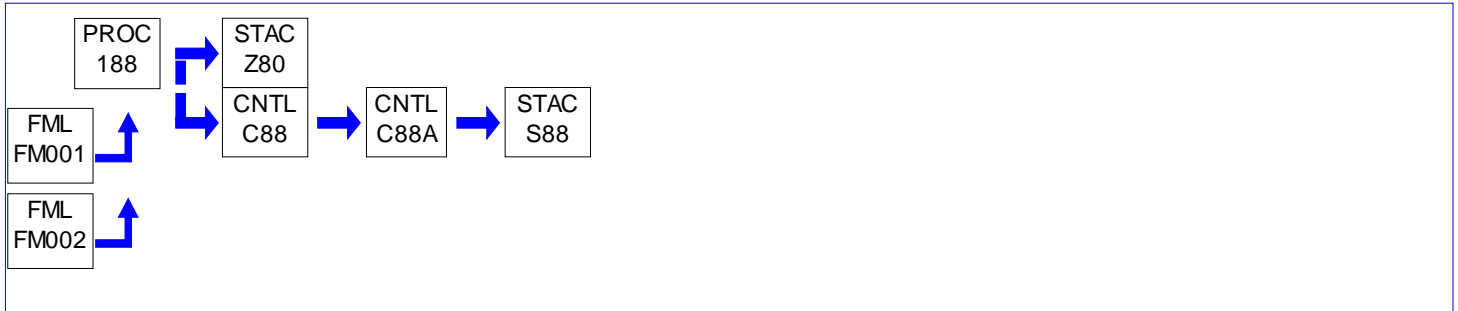 PROC
188
STAC
Z80
CNTL
C88
CNTL
C88A
STAC
S88
FML
FM001
FML
FM002